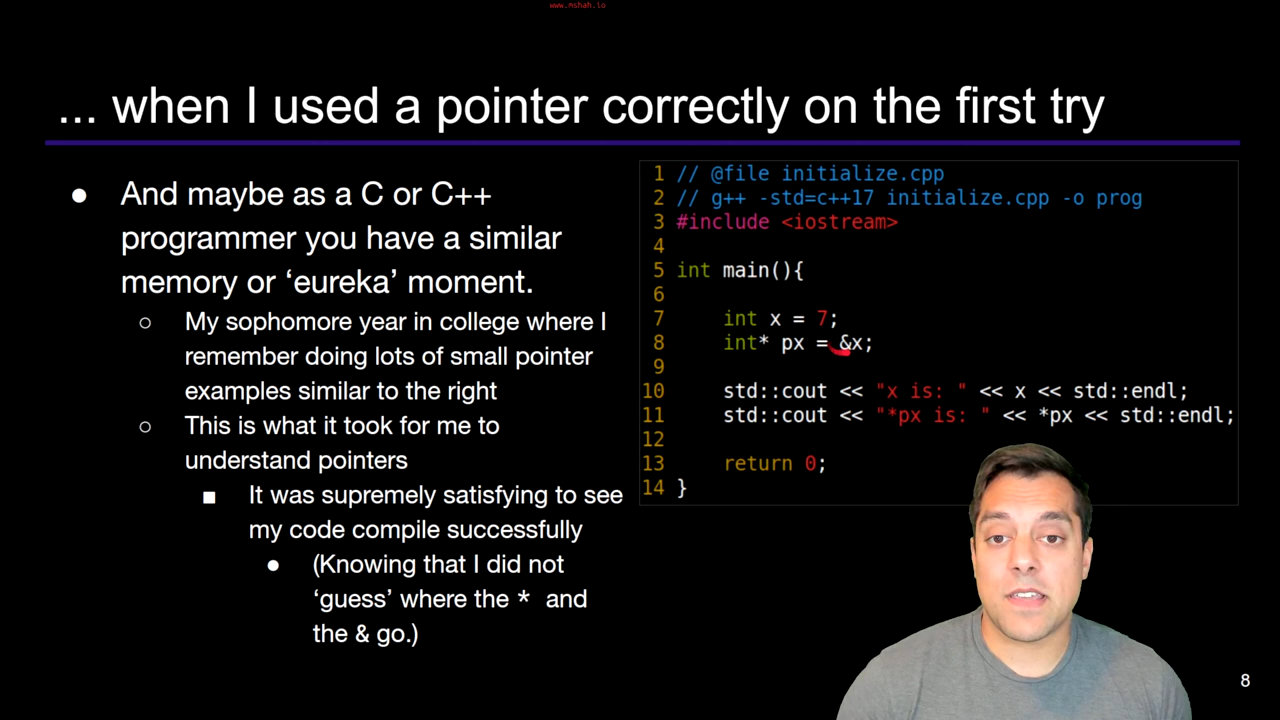 www.mshah.io
... when I used a pointer correctly on the first try
● And maybe as a C or C++
programmer you have a similar
memory or ‘eureka’ moment.
○ My sophomore year in college where I
remember doing lots of small pointer
examples similar to the right
○ This is what it took for me to
understand pointers
■ It was supremely satisfying to see
my code compile successfully
● (Knowing that I did not
‘guess’ where the * and
the & go.)
1 // @file initialize.cpp
2 // g++ -std=c++17 initialize.cpp -o prog
3 #include <iostream>
4
5 int main(){
6
7     int x = 7;
8     int* px = &x;
9
10     std::cout << "x is: " << x << std::endl;
11     std::cout << "*px is: " << *px << std::endl;
12
13     return 0;
14 }
8